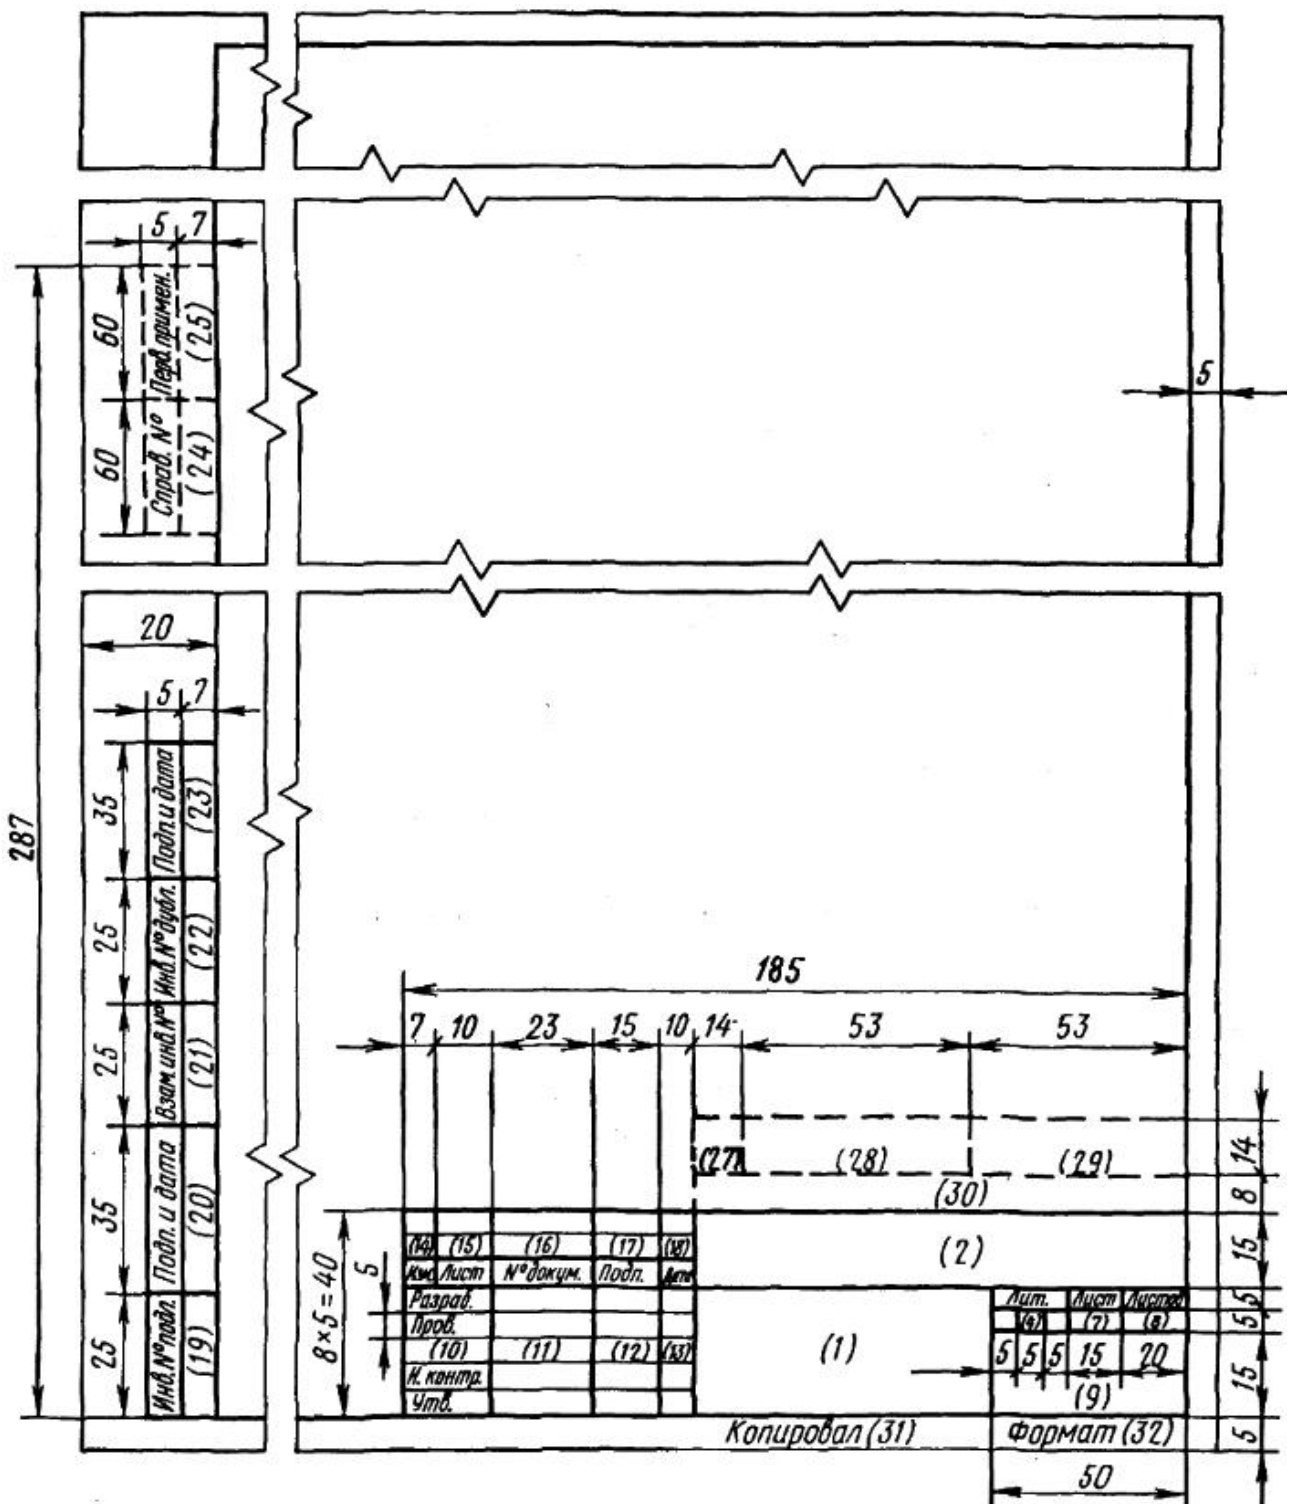 5 7
60
Перв. примен.
(25)
60
Справ. №
(24)
5
20
5 7
287
35
Подп. и дата
(23)
25
Инв. № дубл.
(22)
25
Взам. инв. №
(21)
35
Подп. и дата
(20)
25
Инв. № подл.
(19)
185
7 10 23 15 10 14 53 53
(27) (28) (29)
14
(30)
8
8×5=40
5
(14) (15) (16) (17) (18)
(2)
15
Изм Лист № докум. Подп. Дата
Разраб.
Лит. Лист Листов
5
Пров.
(4) (7) (8)
5
(10) (11) (12) (13)
(1)
5 5 5 15 20
15
Н. контр.
(9)
Утв.
Копировал (31) Формат (32)
5
50